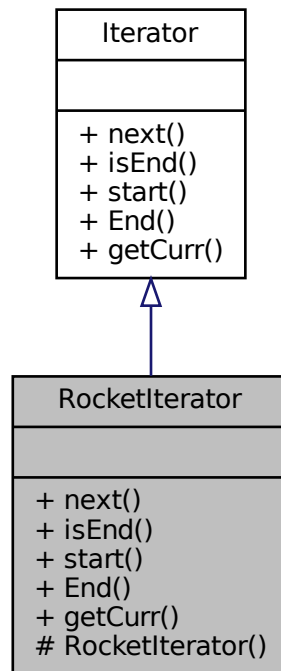 Iterator
+ next()
+ isEnd()
+ start()
+ End()
+ getCurr()
RocketIterator
+ next()
+ isEnd()
+ start()
+ End()
+ getCurr()
# RocketIterator()